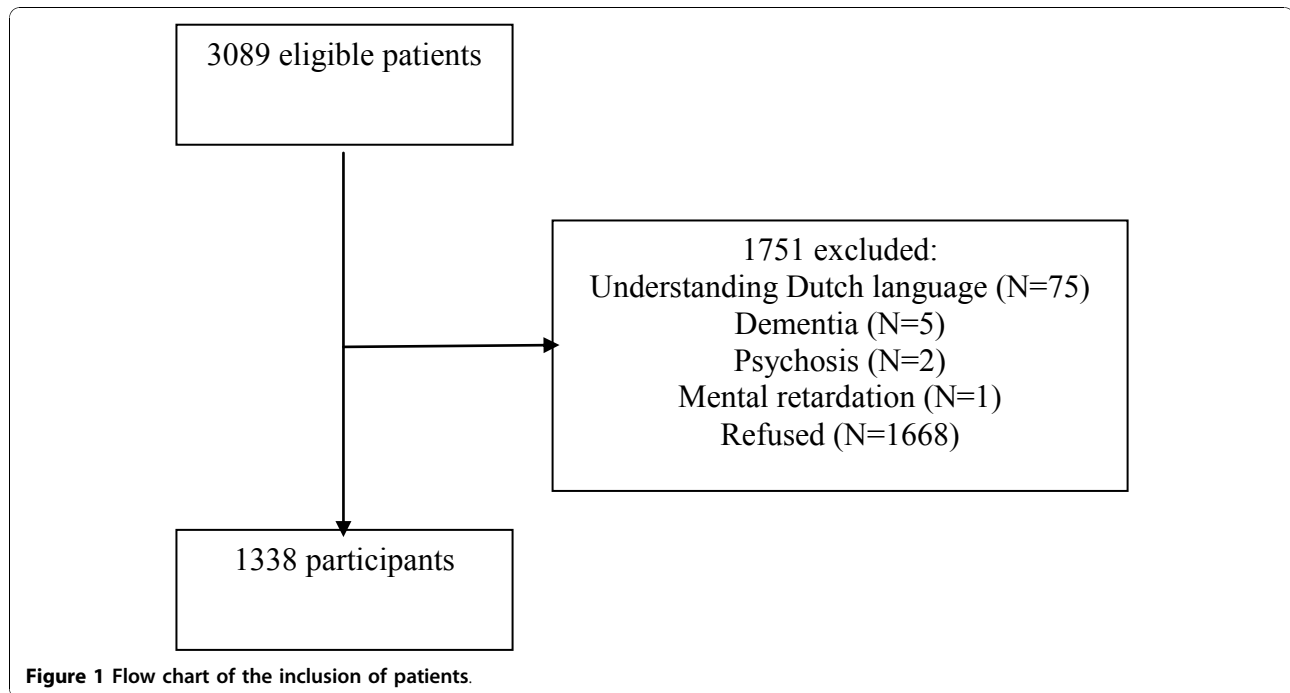 3089 eligible patients
1751 excluded:
Understanding Dutch language (N=75)
Dementia (N=5)
Psychosis (N=2)
Mental retardation (N=1)
Refused (N=1668)
1338 participants
Figure 1 Flow chart of the inclusion of patients.